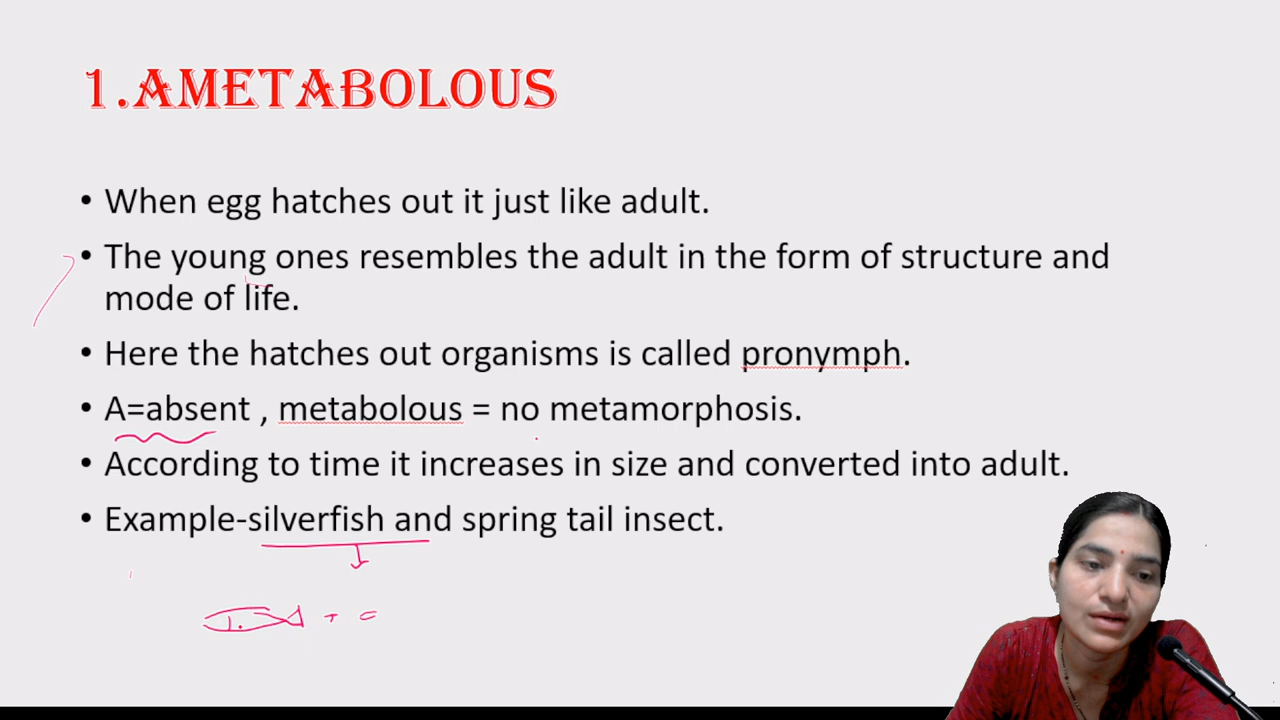 1.AMETABOLOUS
• When egg hatches out it just like adult.
• The young ones resembles the adult in the form of structure and
mode of life.
• Here the hatches out organisms is called pronymph.
• A=absent , metabolous = no metamorphosis.
• According to time it increases in size and converted into adult.
• Example-silverfish and spring tail insect.